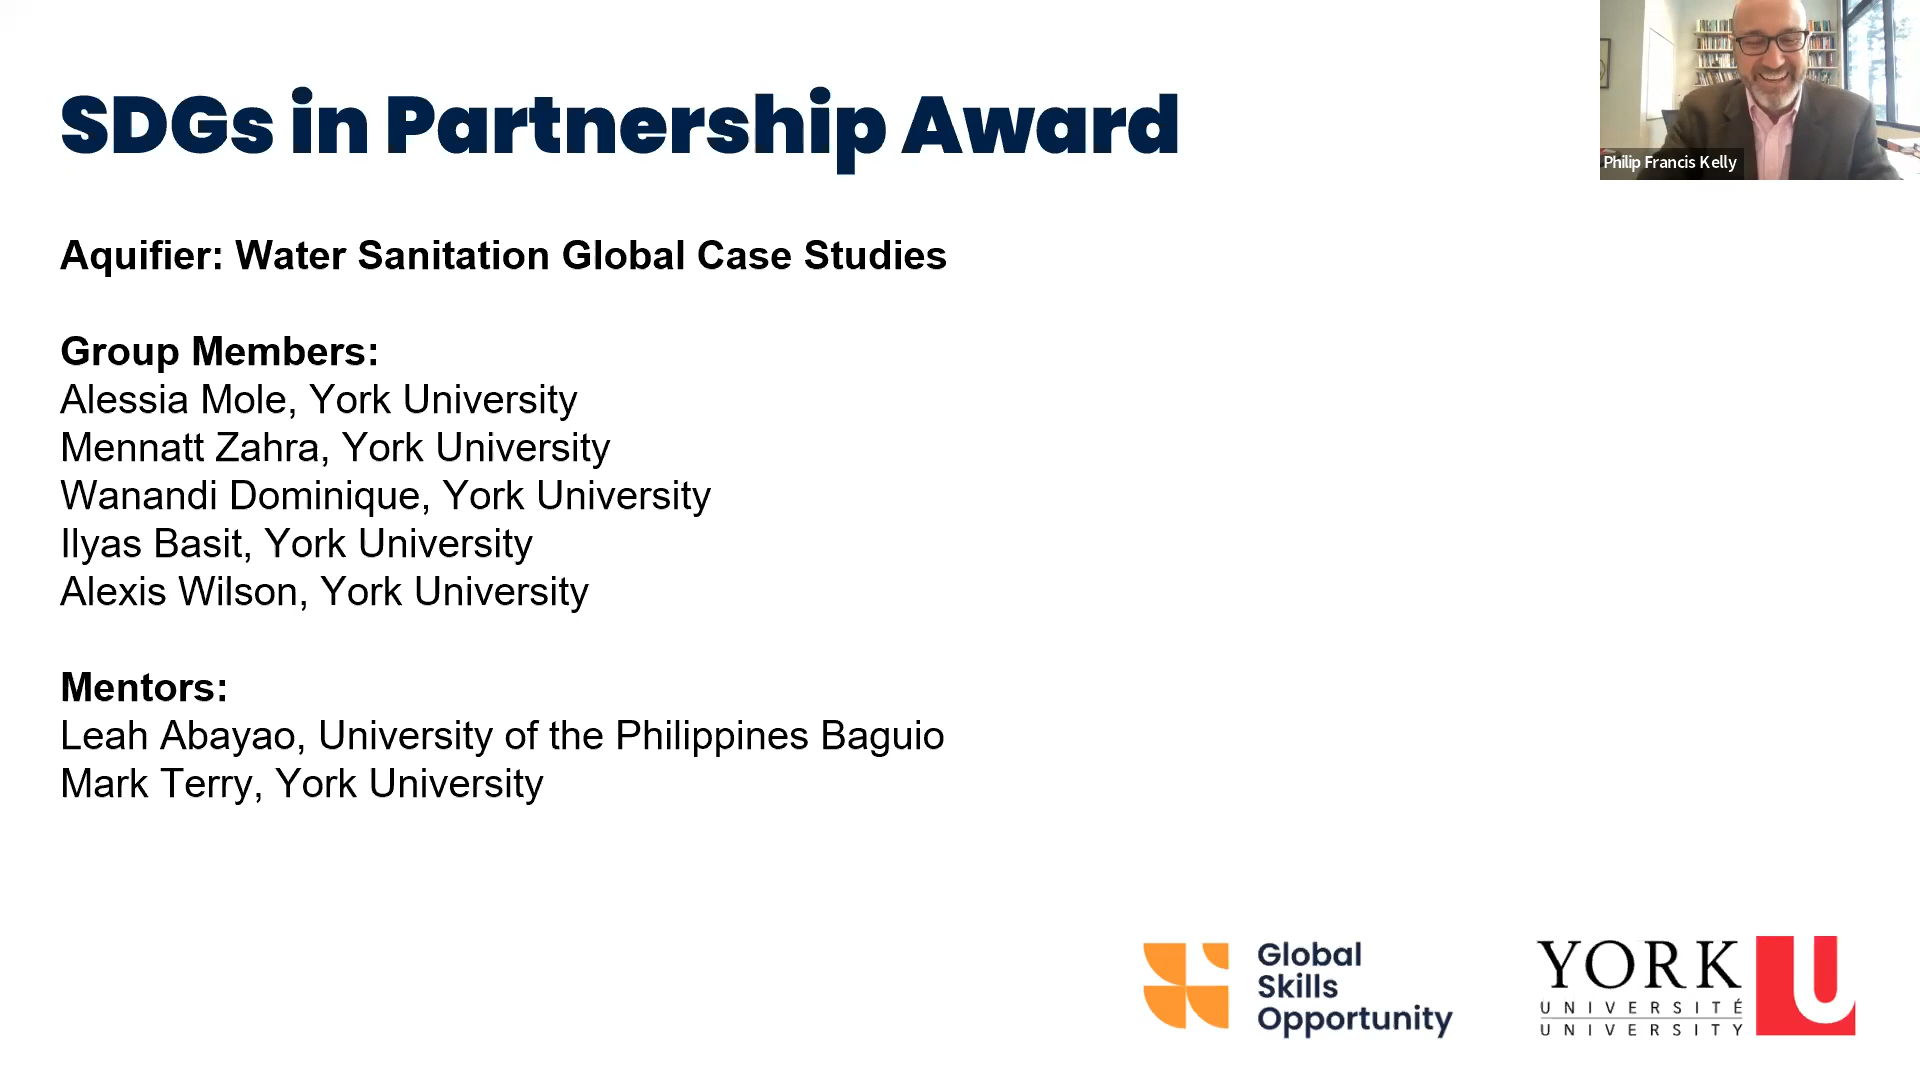 SDGs in Partnership Award
Philip Francis Kelly
Aquifier: Water Sanitation Global Case Studies
Group Members:
Alessia Mole, York University
Mennatt Zahra, York University
Wanandi Dominique, York University
Ilyas Basit, York University
Alexis Wilson, York University
Mentors:
Leah Abayao, University of the Philippines Baguio
Mark Terry, York University
Global
Skills
Opportunity
YORK U
UNIVERSITÉ
UNIVERSITY